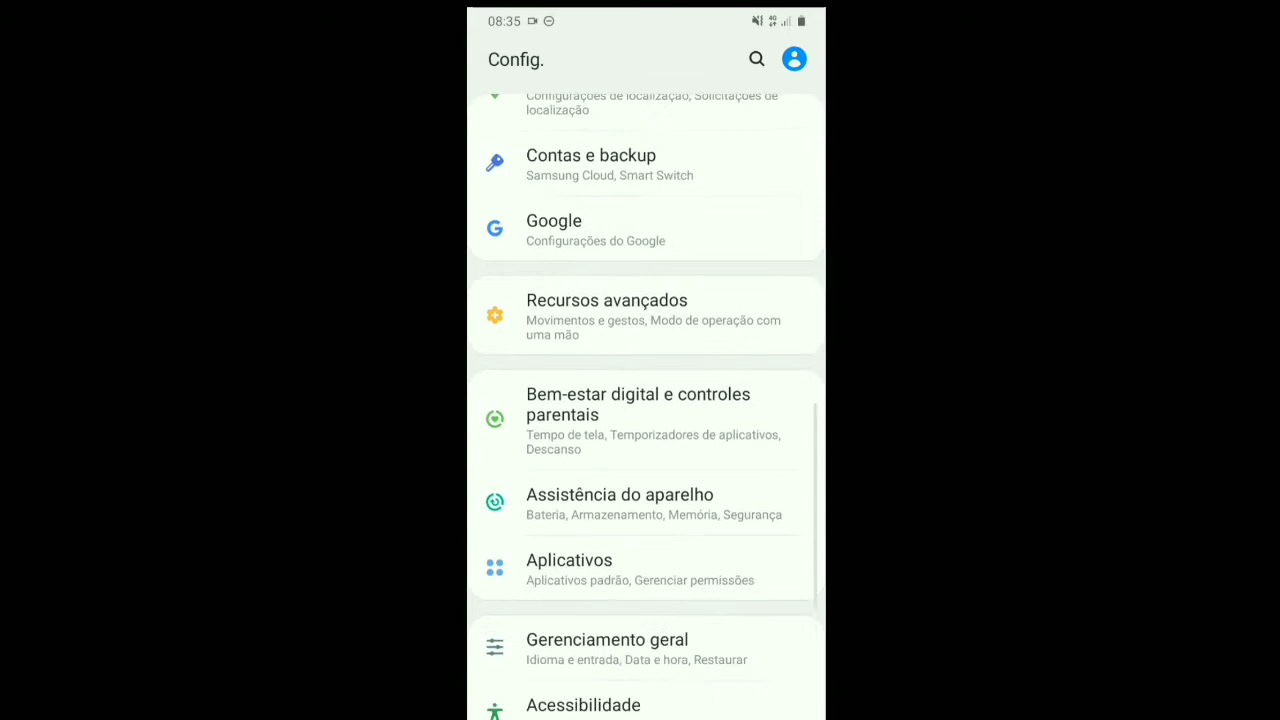 08:35
4G
Config.
Configurações de localização, Solicitações de
localização
Contas e backup
Samsung Cloud, Smart Switch
Google
Configurações do Google
Recursos avançados
Movimentos e gestos, Modo de operação com
uma mão
Bem-estar digital e controles
parentais
Tempo de tela, Temporizadores de aplicativos,
Descanso
Assistência do aparelho
Bateria, Armazenamento, Memória, Segurança
Aplicativos
Aplicativos padrão, Gerenciar permissões
Gerenciamento geral
Idioma e entrada, Data e hora, Restaurar
Acessibilidade